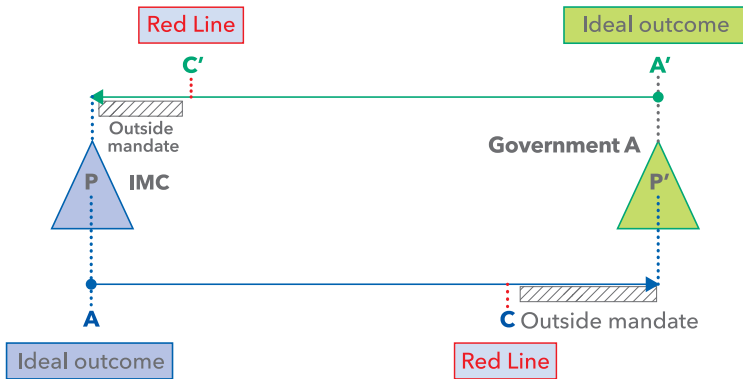 Red Line
Ideal outcome
C'
A'
Outside
mandate
Government A
P
IMC
P'
A
C
Outside mandate
Ideal outcome
Red Line